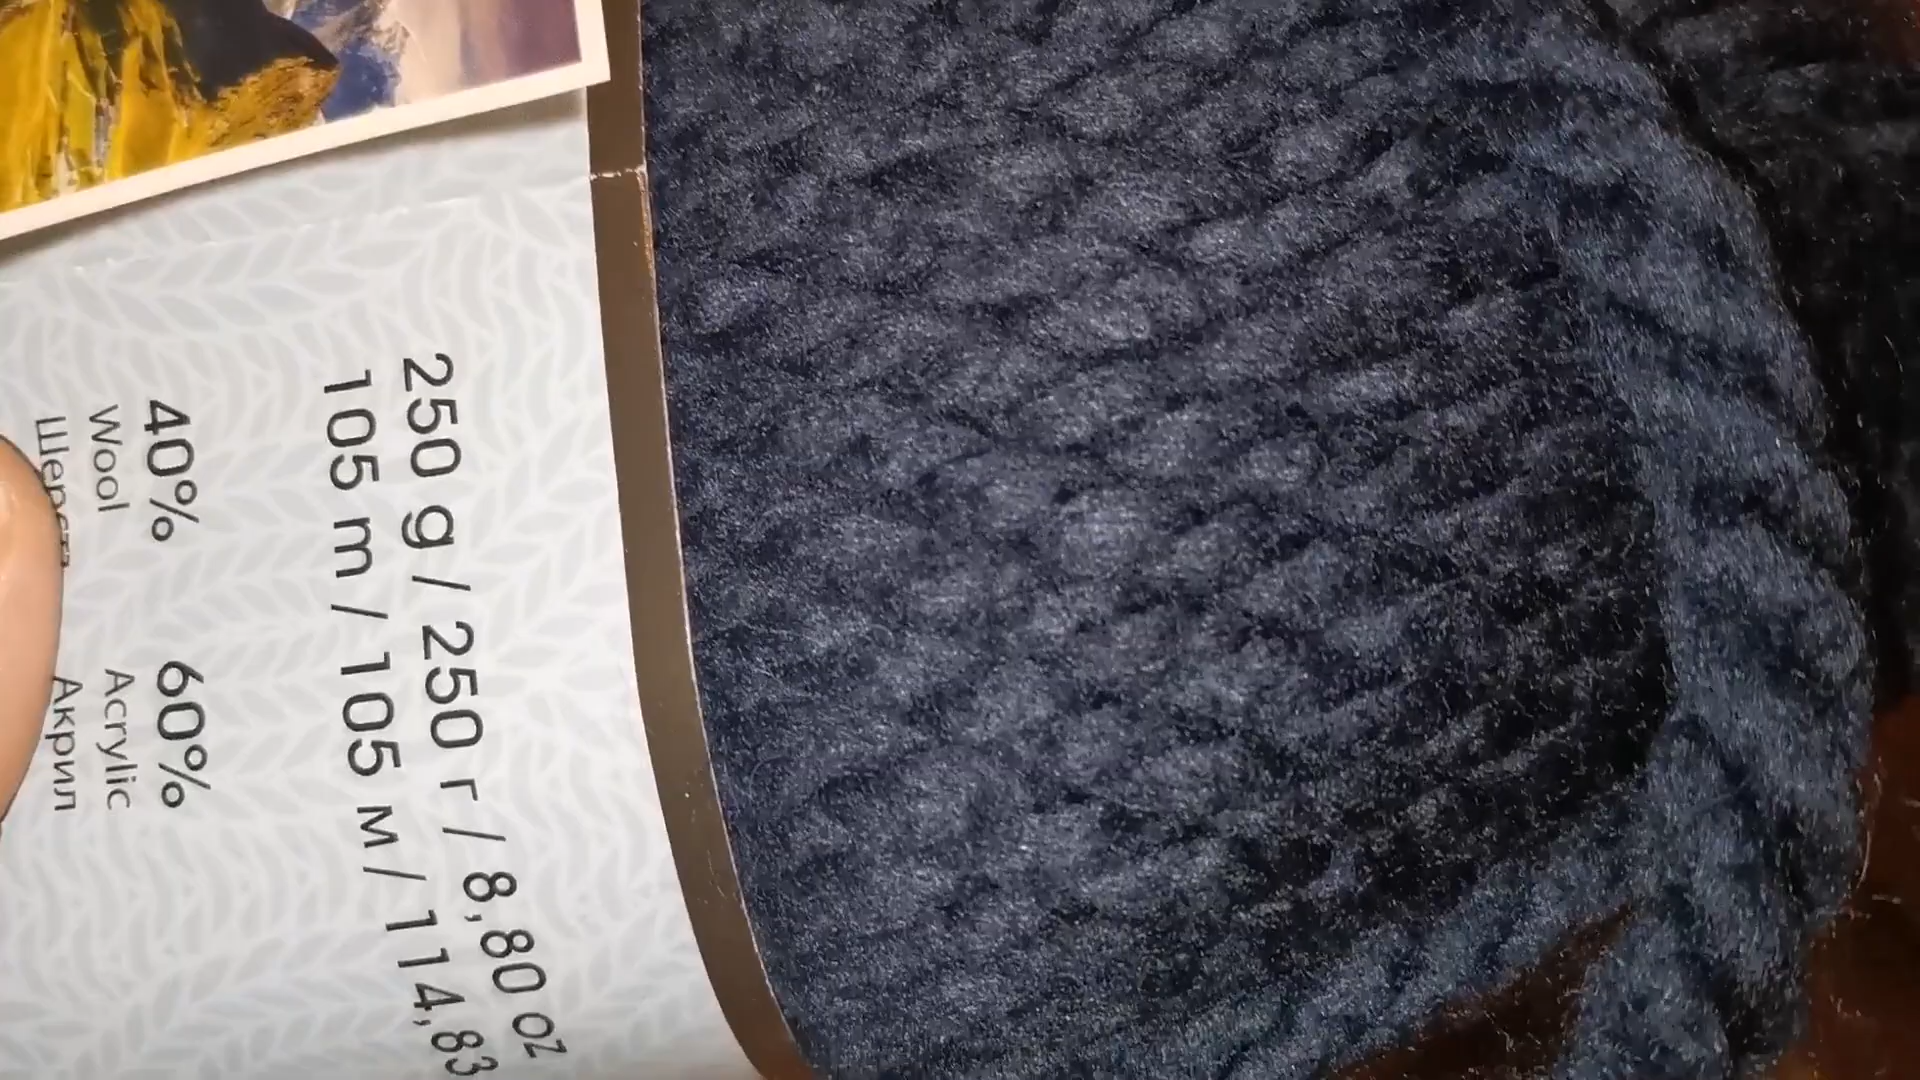 250 g / 250 г / 8,80 oz
105 m / 105 м / 114,83
40% 60%
Wool Acrylic
Акрил